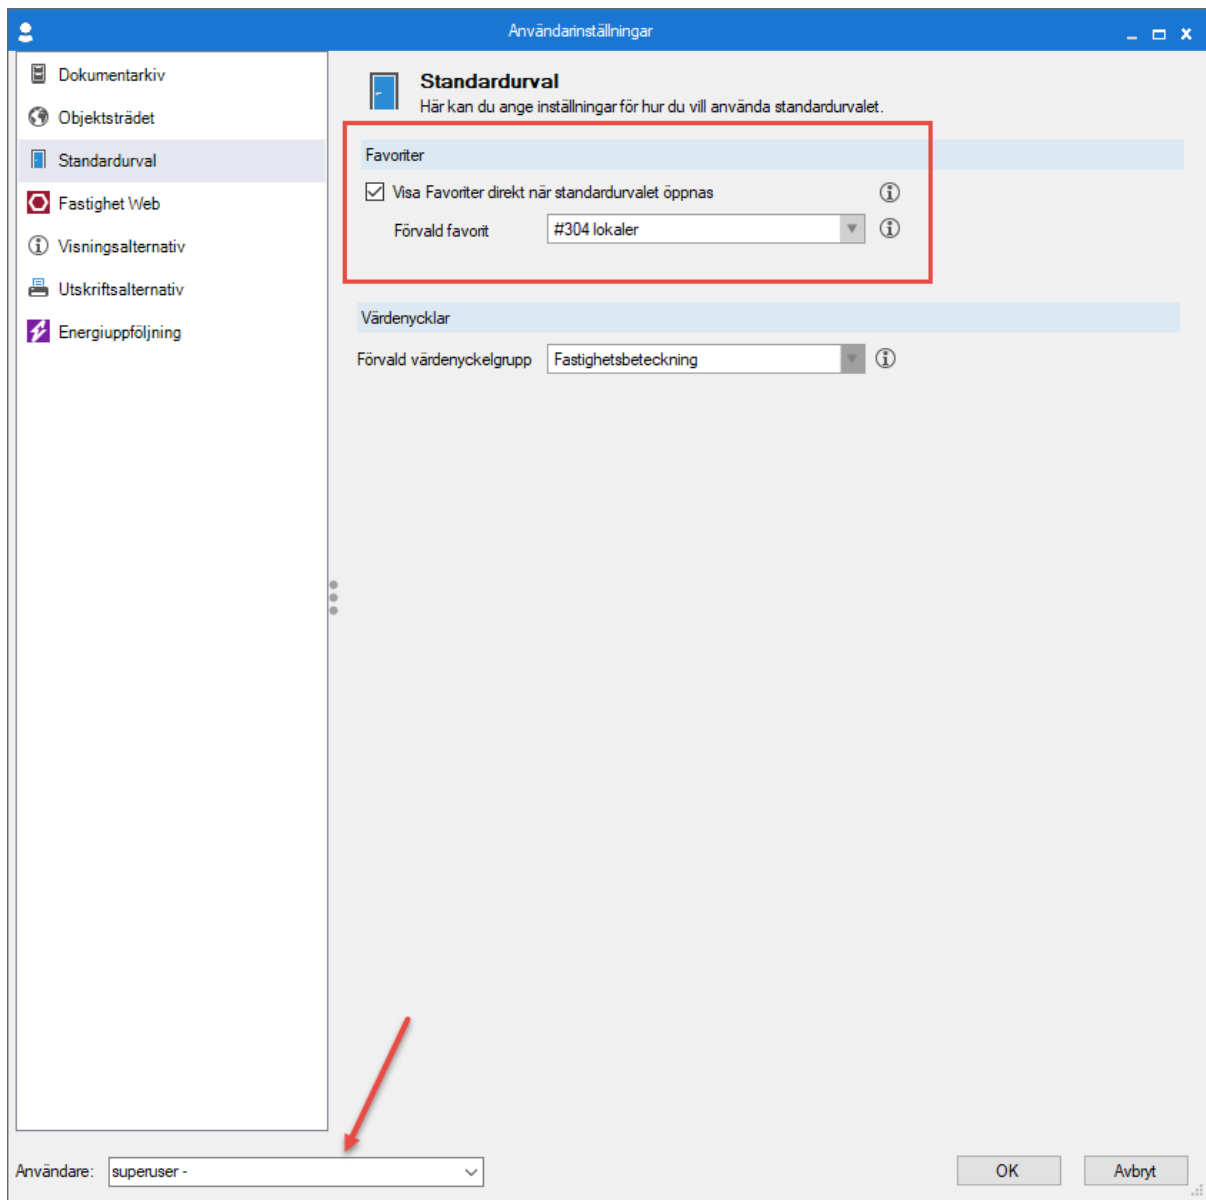 Användarinställningar
Dokumentarkiv
Objektsträdet
Standardurval
Fastighet Web
Visningsalternativ
Utskriftsalternativ
Energiuppföljning
Standardurval
Här kan du ange inställningar för hur du vill använda standardurvalet.
Favoriter
Visa Favoriter direkt när standardurvalet öppnas
Förvald favorit #304 lokaler
Värdenycklar
Förvald värdenyckelgrupp Fastighetsbeteckning
Användare: superuser -
OK Avbryt